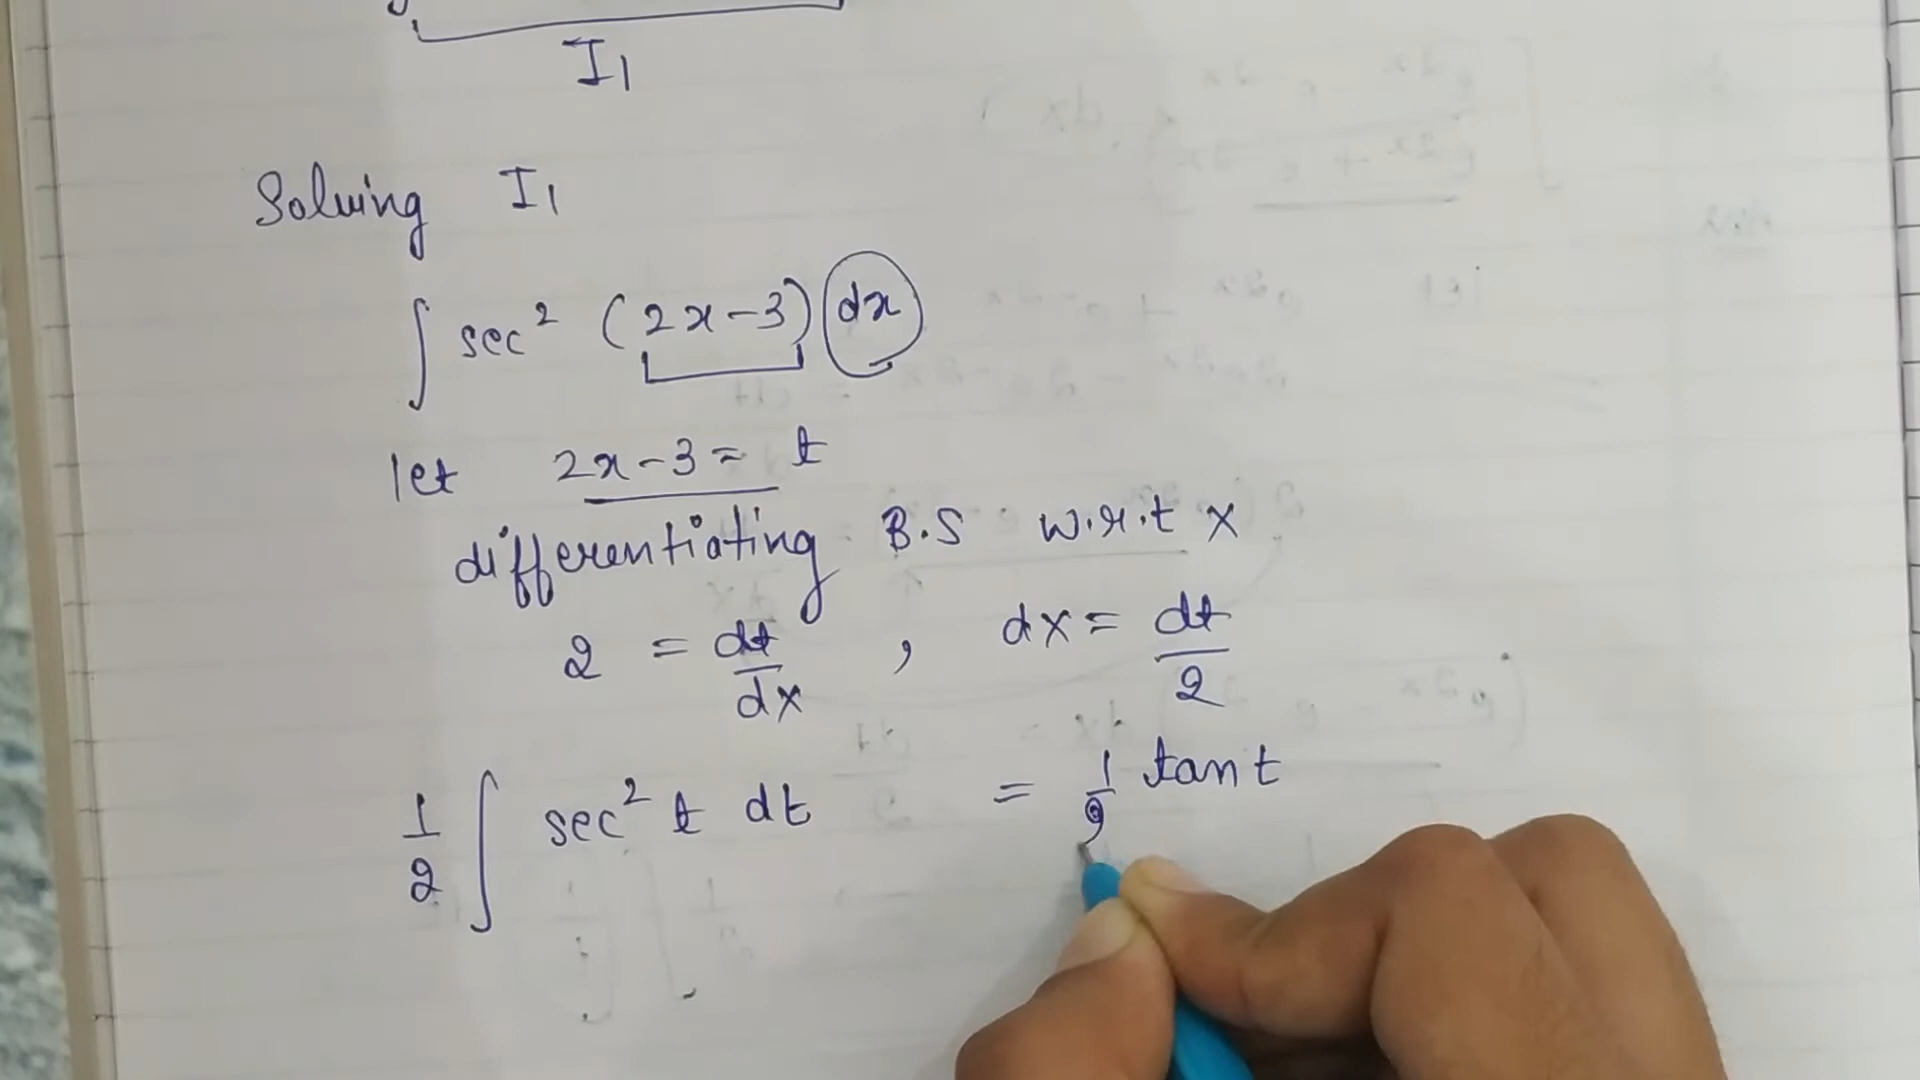 I1
Solving I1
∫ sec² (2x-3) dx
let 2x-3 = t
differentiating B.S w.r.t x
2 = dt/dx , dx = dt/2
1/2 ∫ sec² t dt = 1/2 tan t